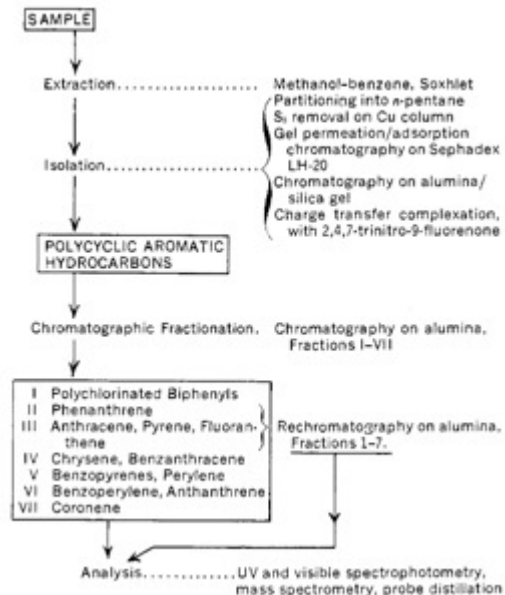 SAMPLE
Extraction.............. Methanol-benzene, Soxhlet
Partitioning into n-pentane
S₈ removal on Cu column
Gel permeation/adsorption
chromatography on Sephadex
LH-20
Isolation...................
Chromatography on alumina/
silica gel
Charge transfer complexation,
with 2,4,7-trinitro-9-fluorenone
POLYCYCLIC AROMATIC
HYDROCARBONS
Chromatographic Fractionation. Chromatography on alumina,
Fractions I-VII
I Polychlorinated Biphenyls
II Phenanthrene
III Anthracene, Pyrene, Fluoran-
thene
Rechromatography on alumina,
Fractions 1-7.
IV Chrysene, Benzanthracene
V Benzopyrenes, Perylene
VI Benzoperylene, Anthanthrene
VII Coronene
Analysis............UV and visible spectrophotometry,
mass spectrometry, probe distillation